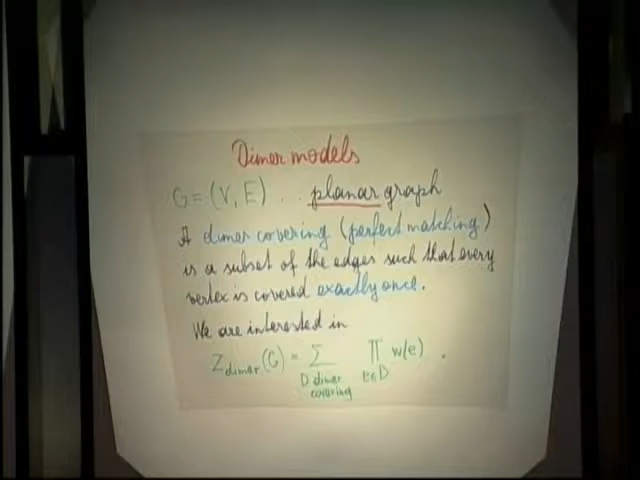 Dimer models
G=(V,E) .. planar graph
A dimer covering (perfect matching)
is a subset of the edges such that every
vertex is covered exactly once.
We are interested in
Z_dimer(G) = ∑_{D dimer covering} ∏_{e∈D} w(e) .